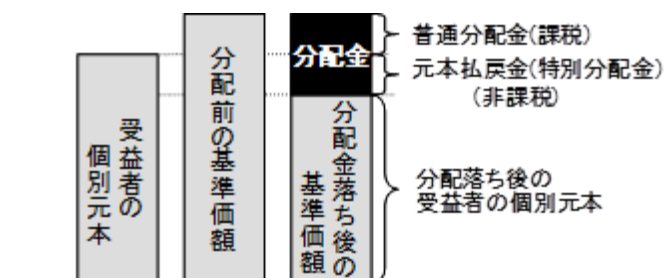 受益者の
個別元本
分配前の基準価額
分配金
分配金落ち後の
基準価額
普通分配金(課税)
元本払戻金(特別分配金)
(非課税)
分配落ち後の
受益者の個別元本